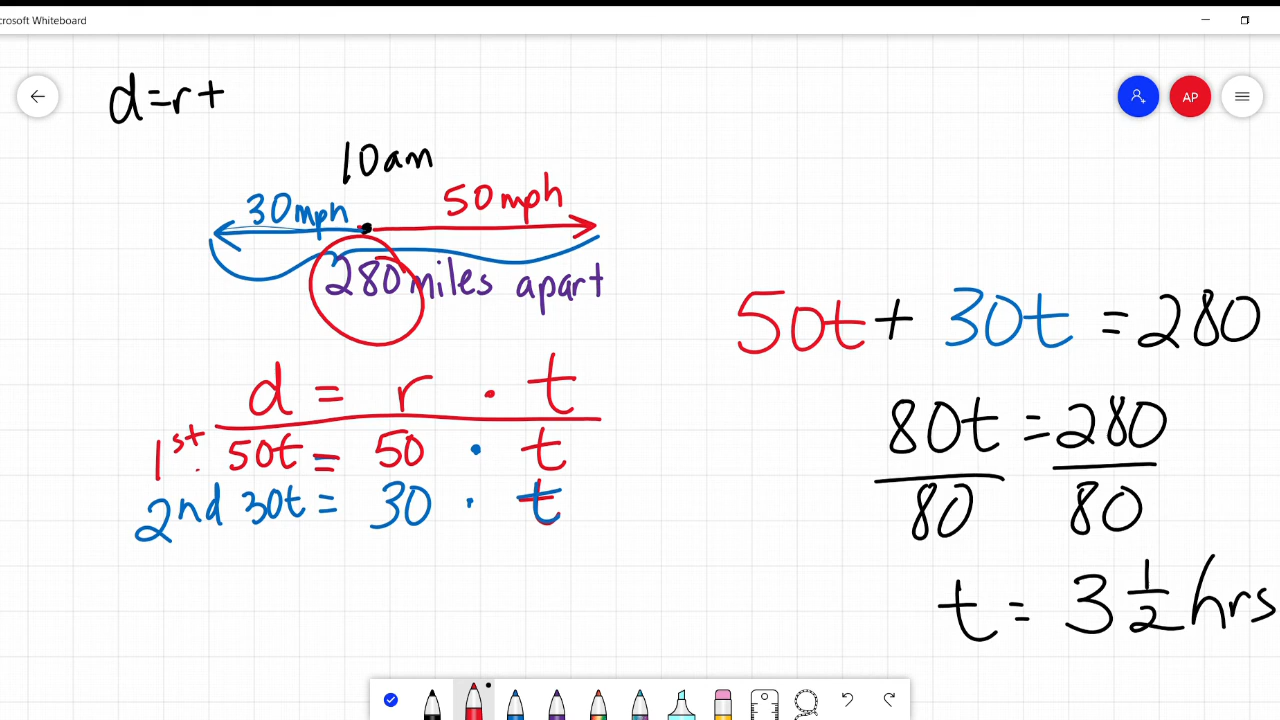 crosoft Whiteboard
d=rt
AP
10am
30mph 50mph
280 miles apart
50t + 30t = 280
d = r · t
80t = 280
1st 50t = 50 · t
80 80
2nd 30t = 30 · t
t = 3 1/2 hrs